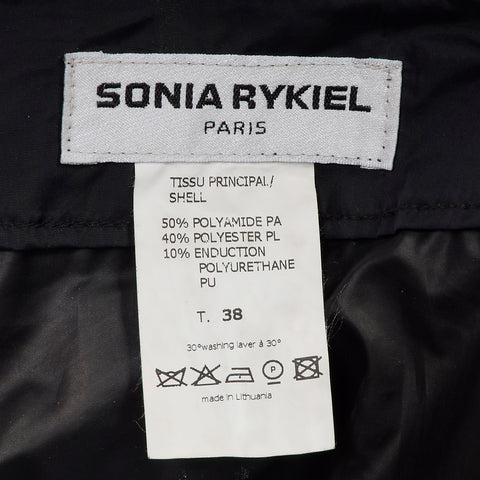 SONIA RYKIEL
PARIS
TISSU PRINCIPAL/
SHELL
50% POLYAMIDE PA
40% POLYESTER PL
10% ENDUCTION
POLYURETHANE
PU
T. 38
30°washing laver à 30°
P
made in Lithuania